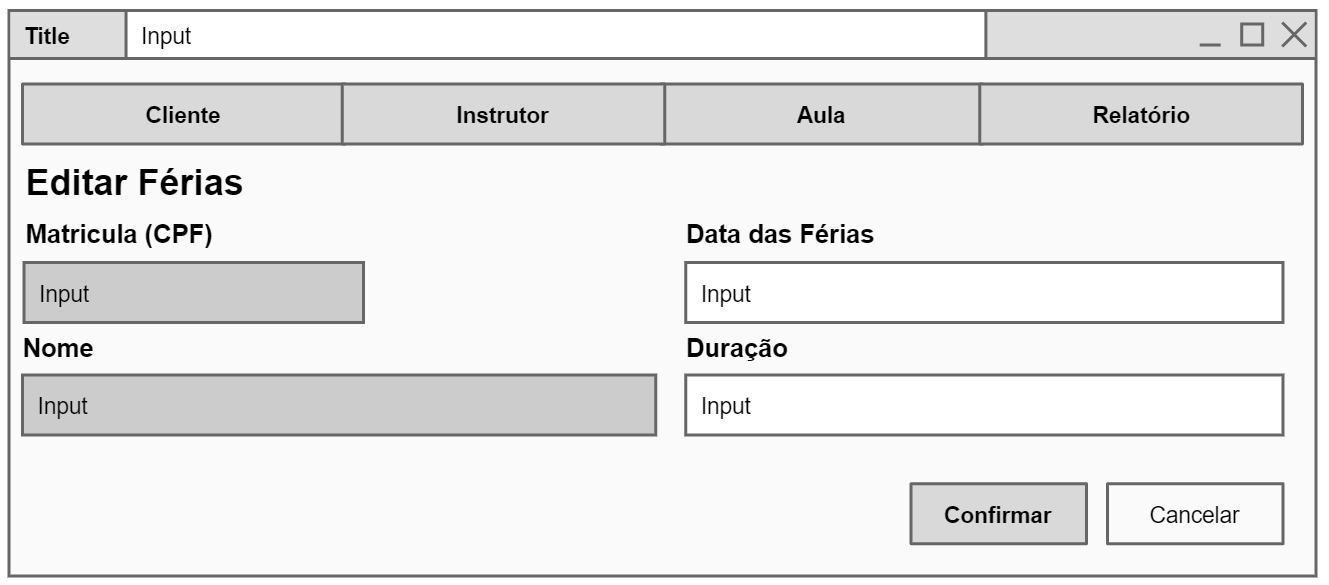 Title Input
Cliente Instrutor Aula Relatório
Editar Férias
Matricula (CPF) Data das Férias
Input Input
Nome Duração
Input Input
Confirmar Cancelar